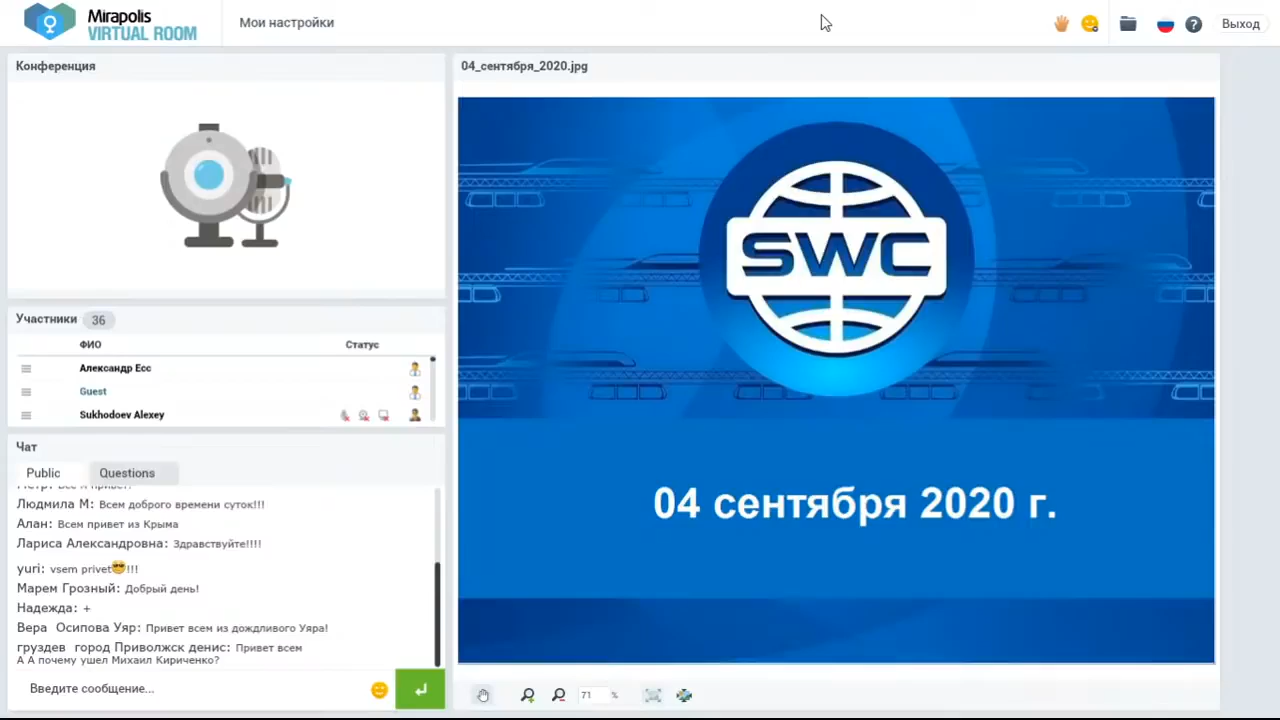 Mirapolis
VIRTUAL ROOM
Мои настройки
Выход
Конференция
04_сентября_2020.jpg
SWC
04 сентября 2020 г.
Участники 36
ФИО Статус
Александр Есс
Guest
Sukhodoev Alexey
Чат
Public Questions
Людмила М: Всем доброго времени суток!!!
Алан: Всем привет из Крыма
Лариса Александровна: Здравствуйте!!!!
yuri: vsem privet😎!!!
Марем Грозный: Добрый день!
Надежда: +
Вера Осипова Уяр: Привет всем из дождливого Уяра!
груздев город Приволжск денис: Привет всем
А А почему ушел Михаил Кириченко?
Введите сообщение...
71 %